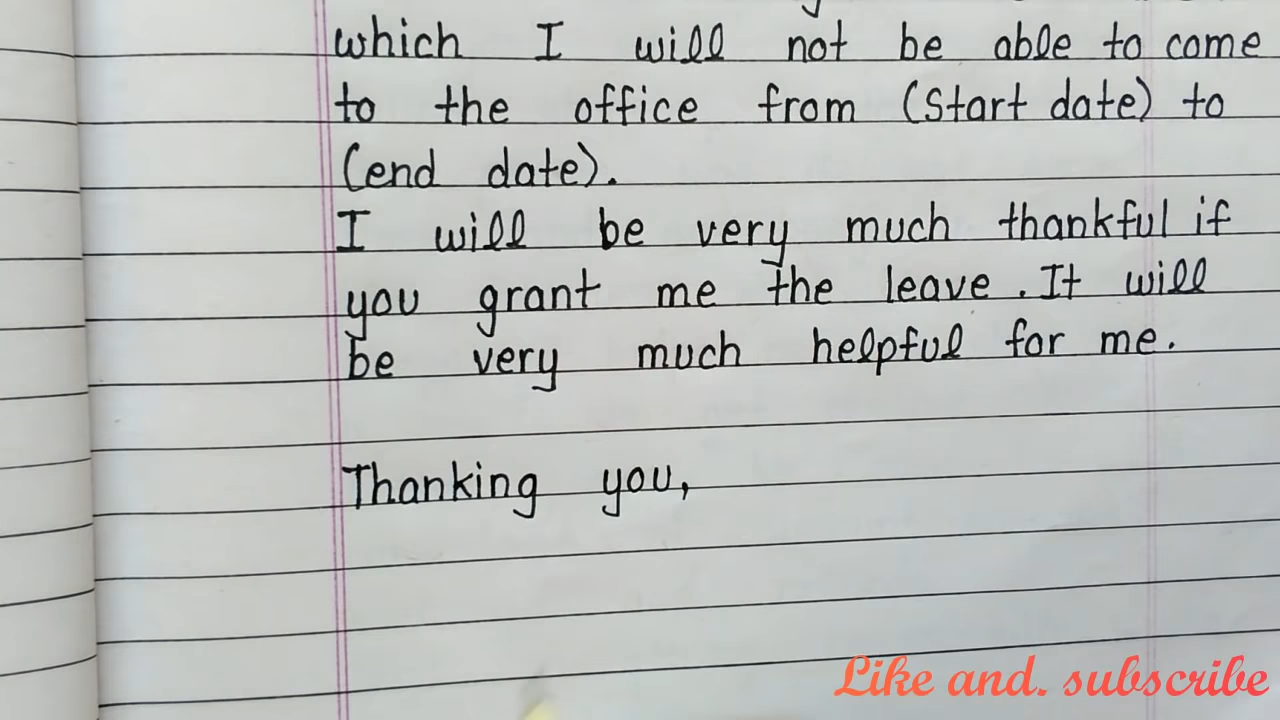 which I will not be able to come
to the office from (Start date) to
(end date).
I will be very much thankful if
you grant me the leave. It will
be very much helpful for me.
Thanking you,
Like and. subscribe